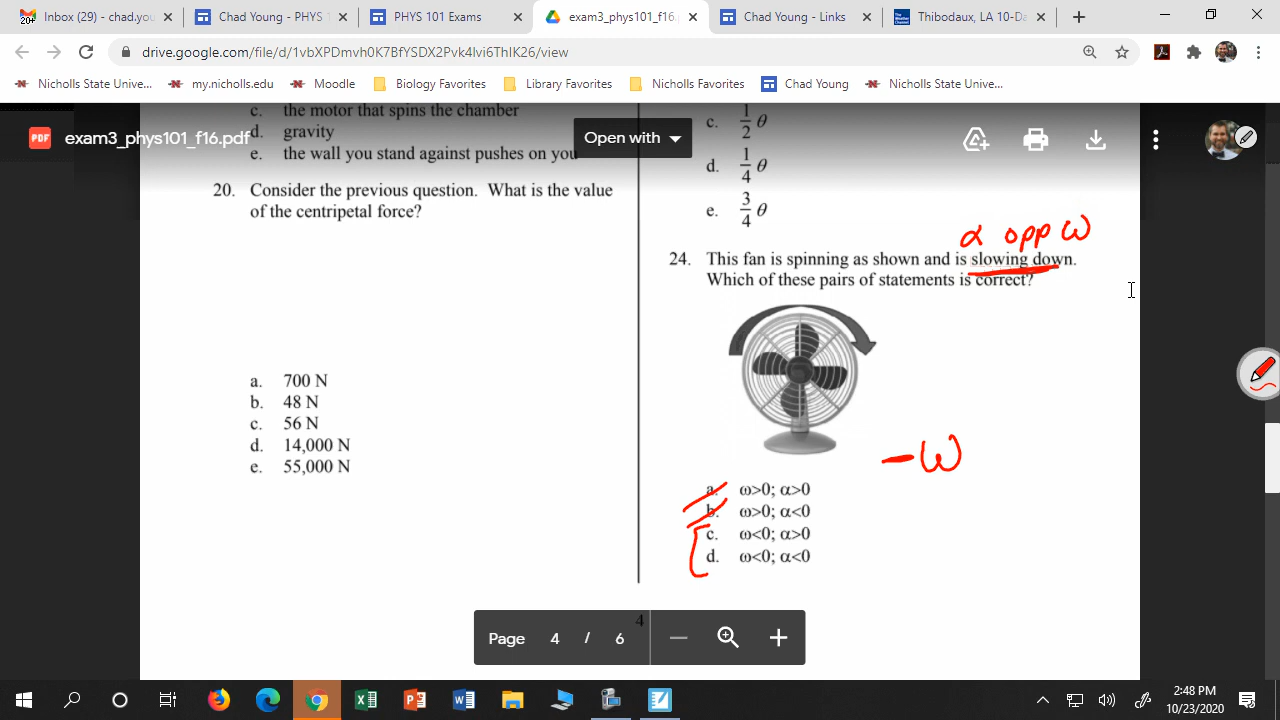 Inbox (29) - chad.you
Chad Young - PHYS 1
PHYS 101 Exams
exam3_phys101_f16.
Chad Young - Links
Thibodaux, LA 10-Da
drive.google.com/file/d/1vbXPDmvh0K7BfYSDX2Pvk4lvi6ThIK26/view
Nicholls State Unive...
my.nicholls.edu
Moodle
Biology Favorites
Library Favorites
Nicholls Favorites
Chad Young
Nicholls State Univer...
PDF exam3_phys101_f16.pdf
Open with
c. the motor that spins the chamber
d. gravity
e. the wall you stand against pushes on you
20. Consider the previous question. What is the value
of the centripetal force?
a. 700 N
b. 48 N
c. 56 N
d. 14,000 N
e. 55,000 N
c. 1/2 θ
d. 1/4 θ
e. 3/4 θ
α opp ω
24. This fan is spinning as shown and is slowing down.
Which of these pairs of statements is correct?
-ω
a. ω>0; α>0
b. ω>0; α<0
c. ω<0; α>0
d. ω<0; α<0
4
Page 4 / 6
2:48 PM
10/23/2020